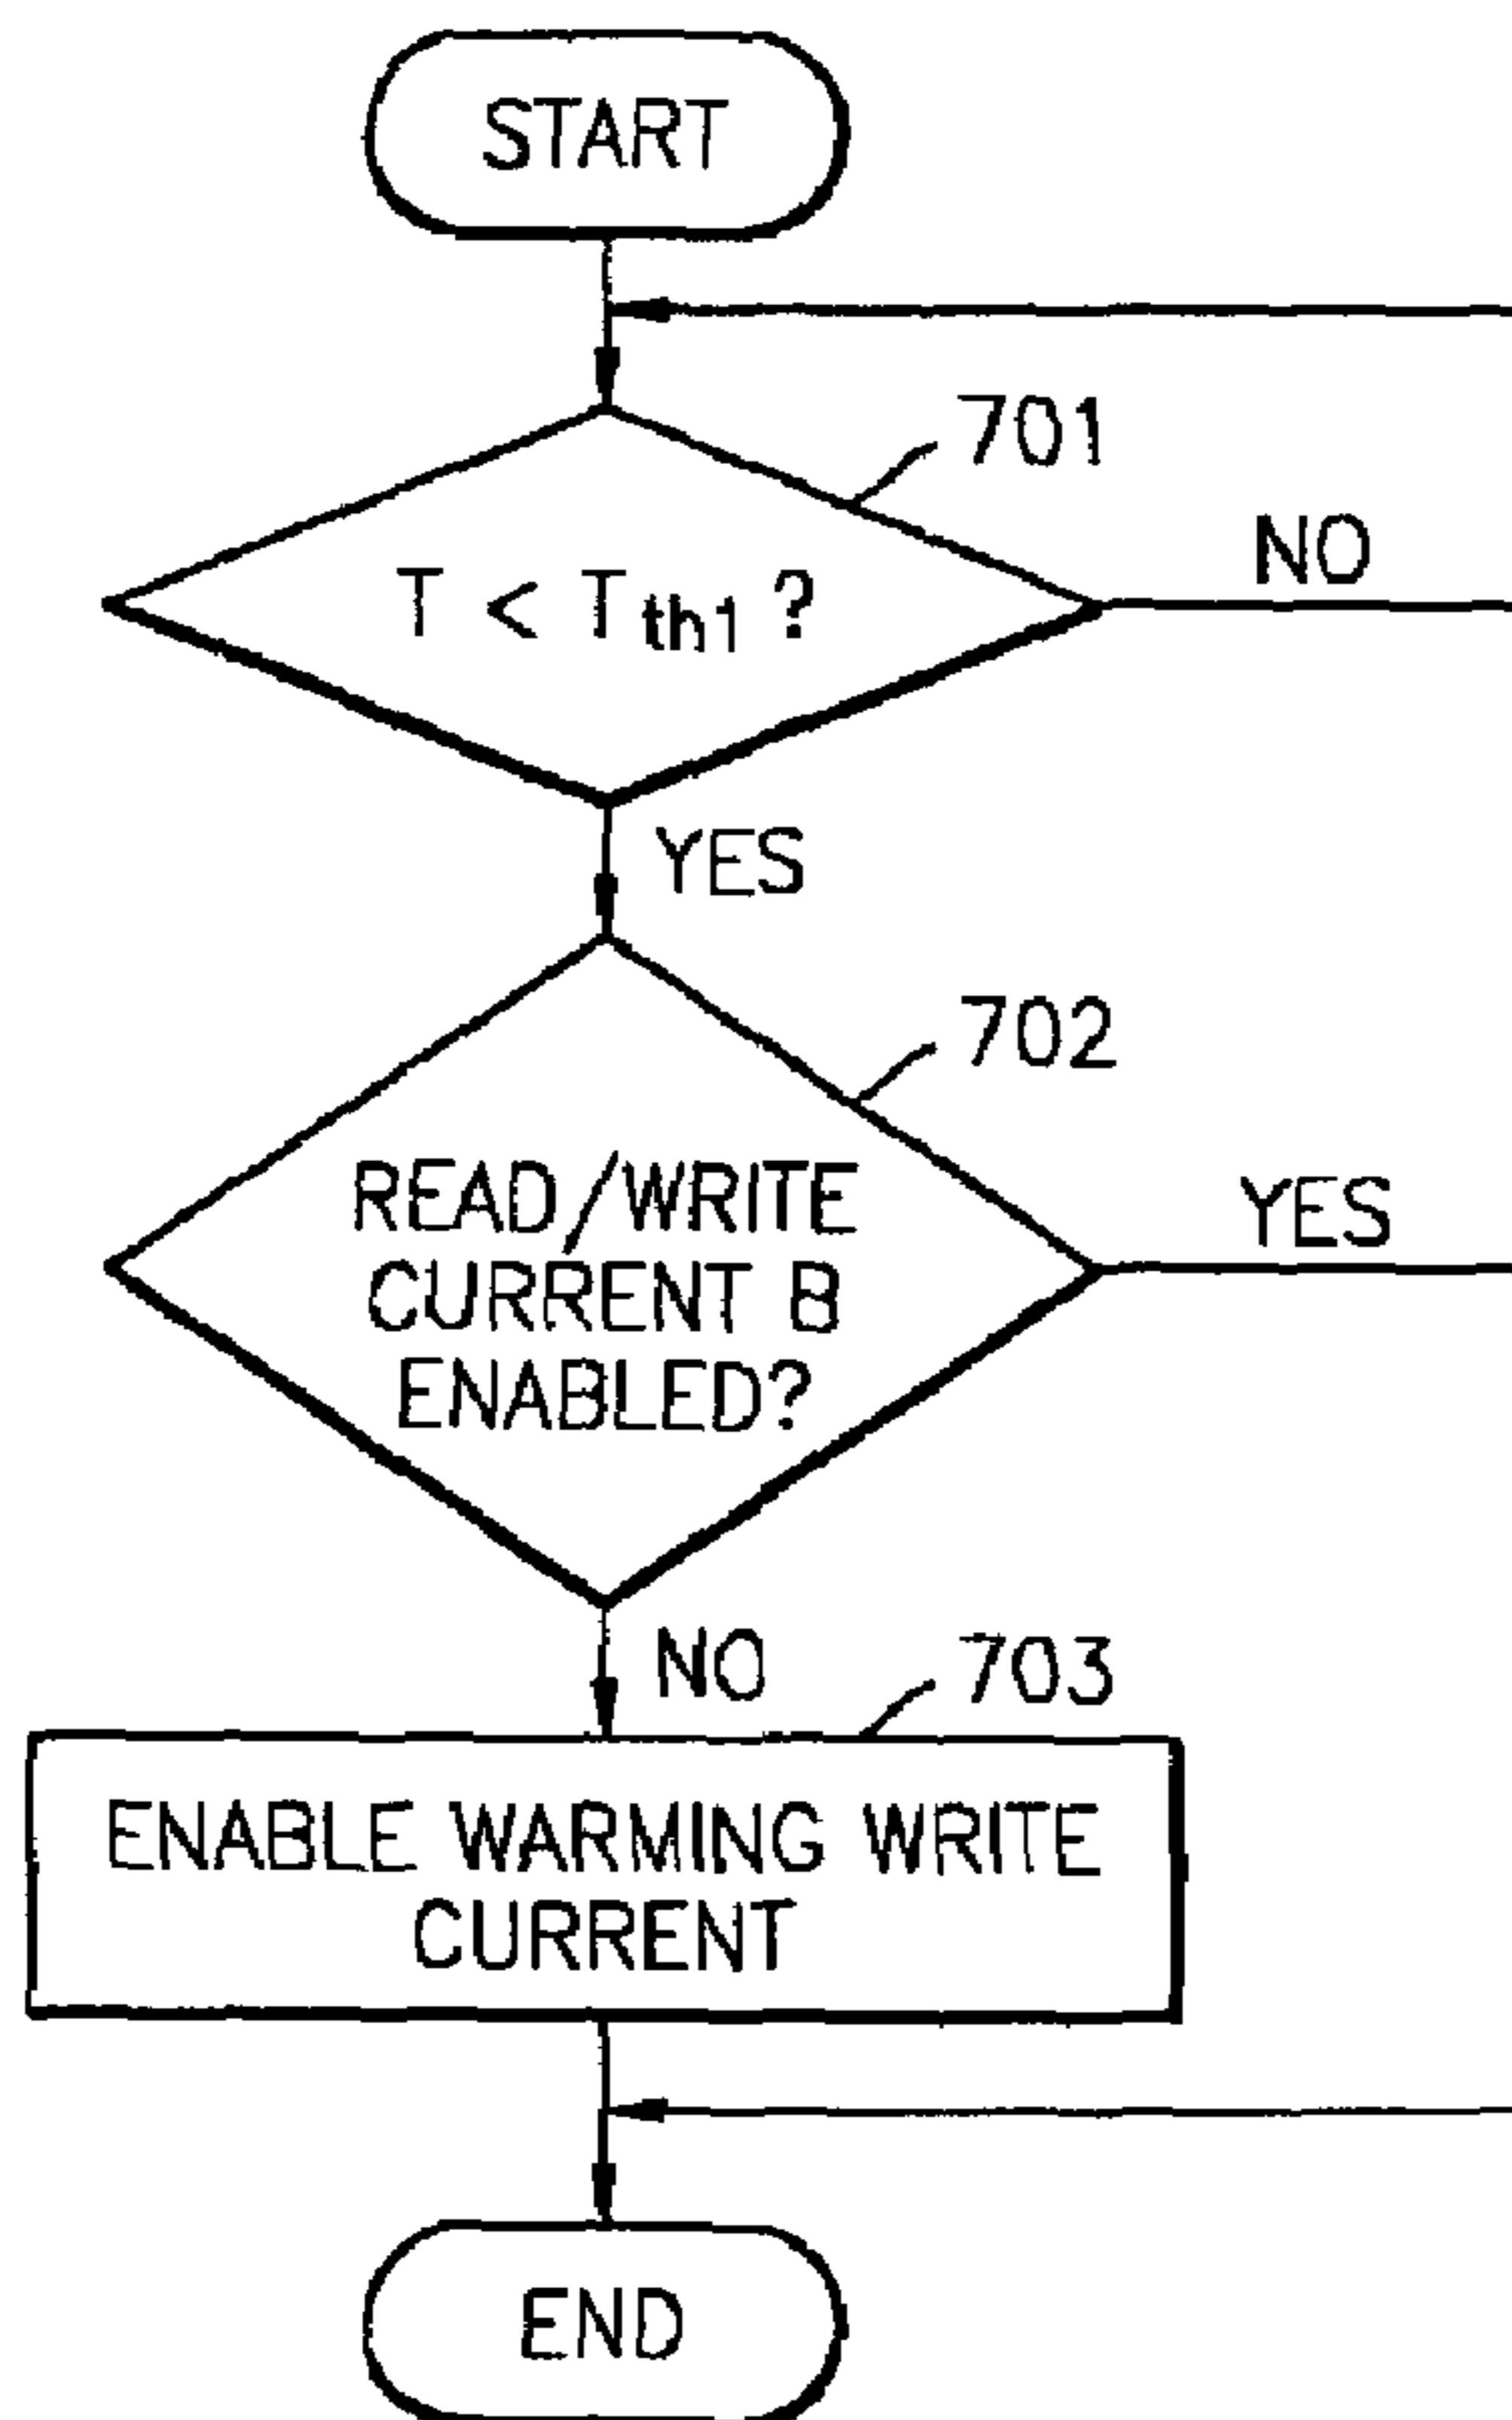 START
701
T < Tth1 ?
NO
YES
702
READ/WRITE
CURRENT B
ENABLED?
YES
NO
703
ENABLE WARMING WRITE
CURRENT
END